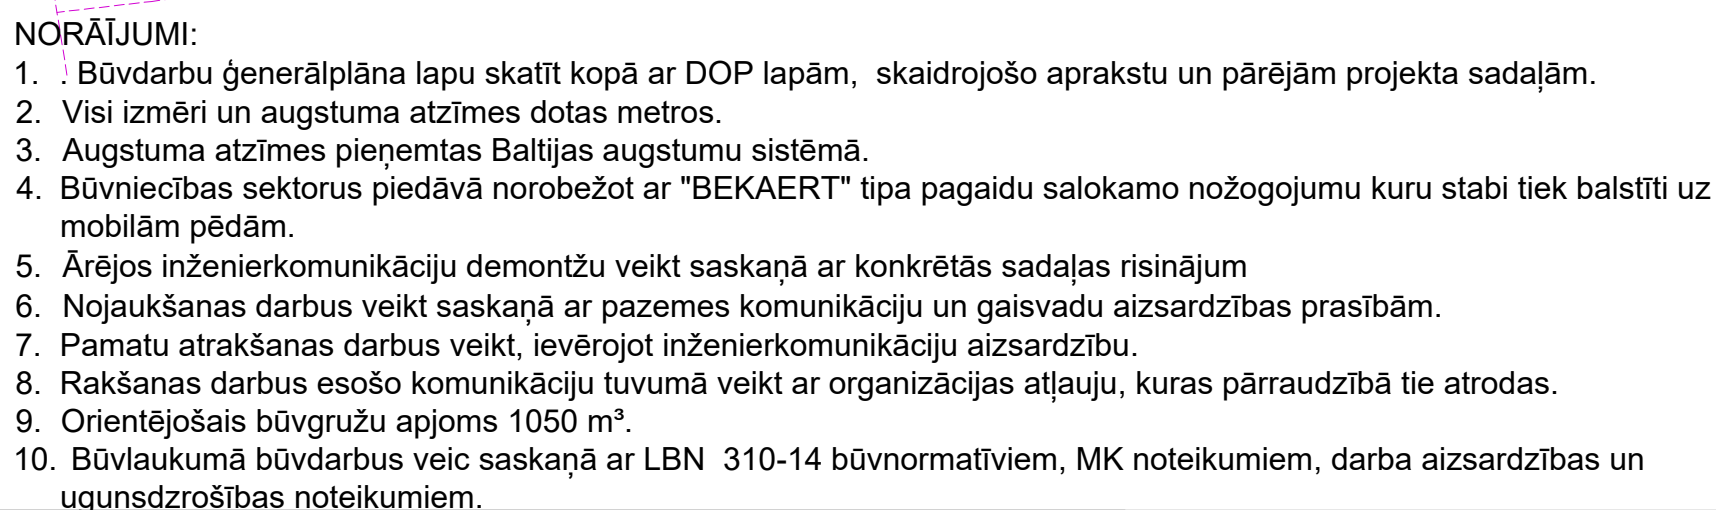 NORĀĪJUMI:
1. . Būvdarbu ģenerālplāna lapu skatīt kopā ar DOP lapām, skaidrojošo aprakstu un pārējām projekta sadaļām.
2. Visi izmēri un augstuma atzīmes dotas metros.
3. Augstuma atzīmes pieņemtas Baltijas augstumu sistēmā.
4. Būvniecības sektorus piedāvā norobežot ar "BEKAERT" tipa pagaidu salokamo nožogojumu kuru stabi tiek balstīti uz
mobilām pēdām.
5. Ārējos inženierkomunikāciju demontžu veikt saskaņā ar konkrētās sadaļas risinājum
6. Nojaukšanas darbus veikt saskaņā ar pazemes komunikāciju un gaisvadu aizsardzības prasībām.
7. Pamatu atrakšanas darbus veikt, ievērojot inženierkomunikāciju aizsardzību.
8. Rakšanas darbus esošo komunikāciju tuvumā veikt ar organizācijas atļauju, kuras pārraudzībā tie atrodas.
9. Orientējošais būvgružu apjoms 1050 m³.
10. Būvlaukumā būvdarbus veic saskaņā ar LBN 310-14 būvnormatīviem, MK noteikumiem, darba aizsardzības un
ugunsdzrošības noteikumiem.